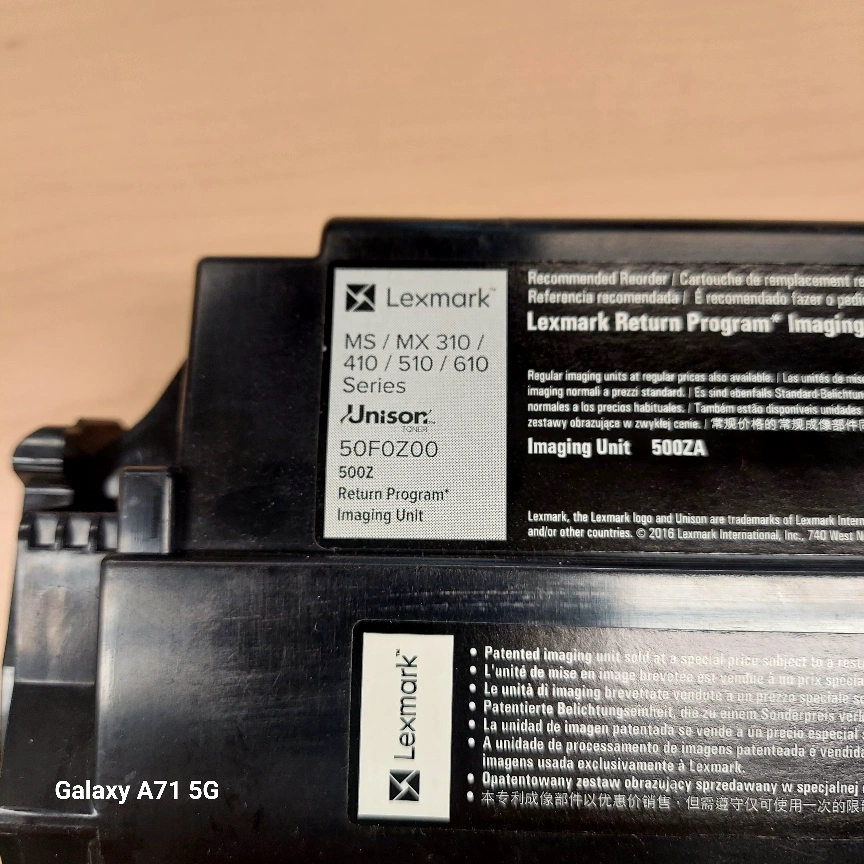 Lexmark™
MS / MX 310 /
410 / 510 / 610
Series
Unison™
TONER
50F0Z00
500Z
Return Program*
Imaging Unit
Recommended Reorder / Cartouche de remplacement
Referencia recomendada / É recomendado fazer o
Lexmark Return Program* Imaging
Regular imaging units at regular prices also available. / Les unités de
imaging normali a prezzi standard. / Es sind ebenfalls
normales a los precios habituales. / También están disponibles unidades
zestawy obrazujące w zwykłej cenie. / 常规价格的常规成像部件
Imaging Unit 500ZA
Lexmark, the Lexmark logo and Unison are trademarks of Lexmark
and/or other countries. © 2016 Lexmark International, Inc., 740 West
Lexmark™
• Patented imaging unit sold at a special price subject to a
• L'unité de mise en image brevetée est vendue à un prix
• Le unità di imaging brevettate vendute a un prezzo speciale
• Patentierte Belichtungseinheit, die zu einem Sonderpreis
• La unidad de imagen patentada se vende a un precio especial
• A unidade de processamento de imagens patenteada é
imagens usada exclusivamente à Lexmark.
• Opatentowany zestaw obrazujący sprzedawany w specjalnej
• 本专利成像部件以优惠价销售，但需遵守仅可使用一次的限
Galaxy A71 5G